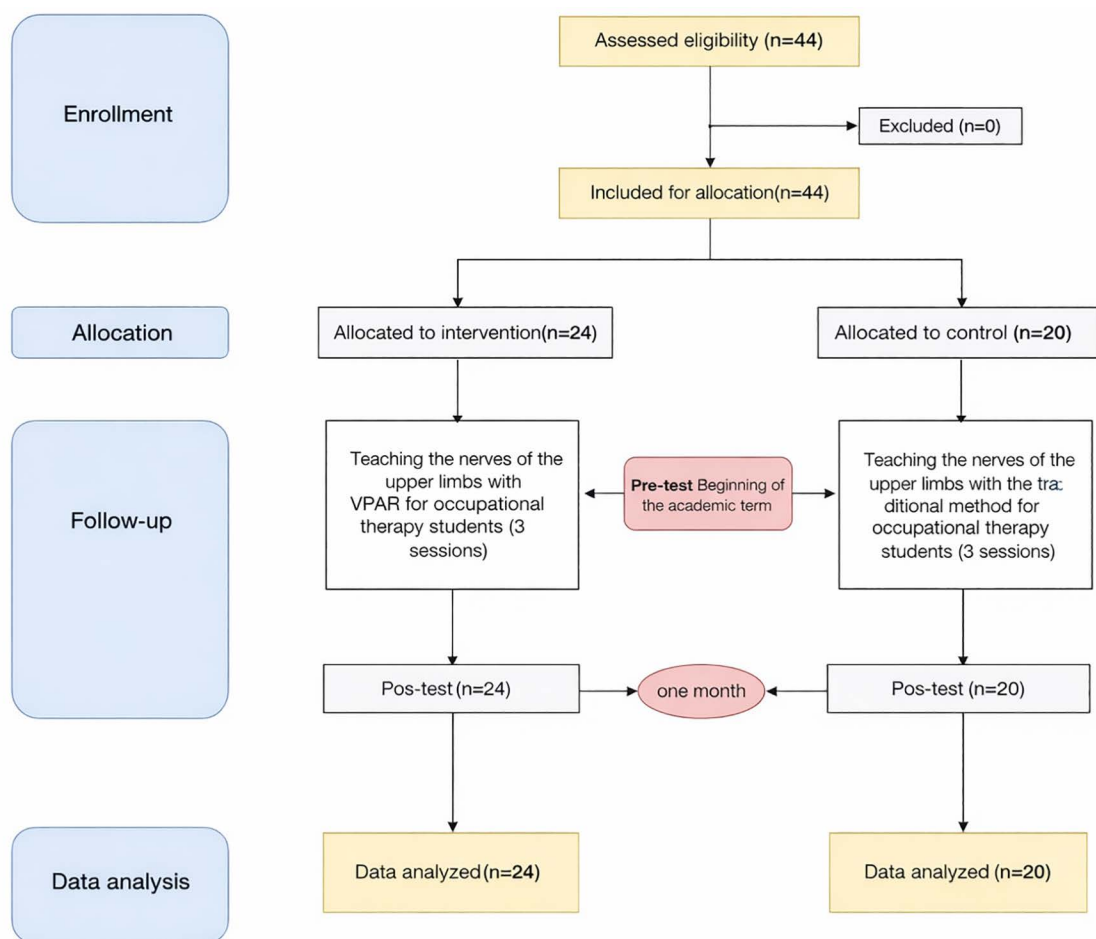 Enrollment
Assessed eligibility (n=44)
Excluded (n=0)
Included for allocation(n=44)
Allocation
Allocated to intervention(n=24)
Allocated to control (n=20)
Follow-up
Teaching the nerves of the
upper limbs with
VPAR for occupational
therapy students (3
sessions)
Pre-test Beginning of
the academic term
Teaching the nerves of the
upper limbs with the trac
ditional method for
occupational therapy
students (3 sessions)
Pos-test (n=24)
one month
Pos-test (n=20)
Data analysis
Data analyzed (n=24)
Data analyzed (n=20)